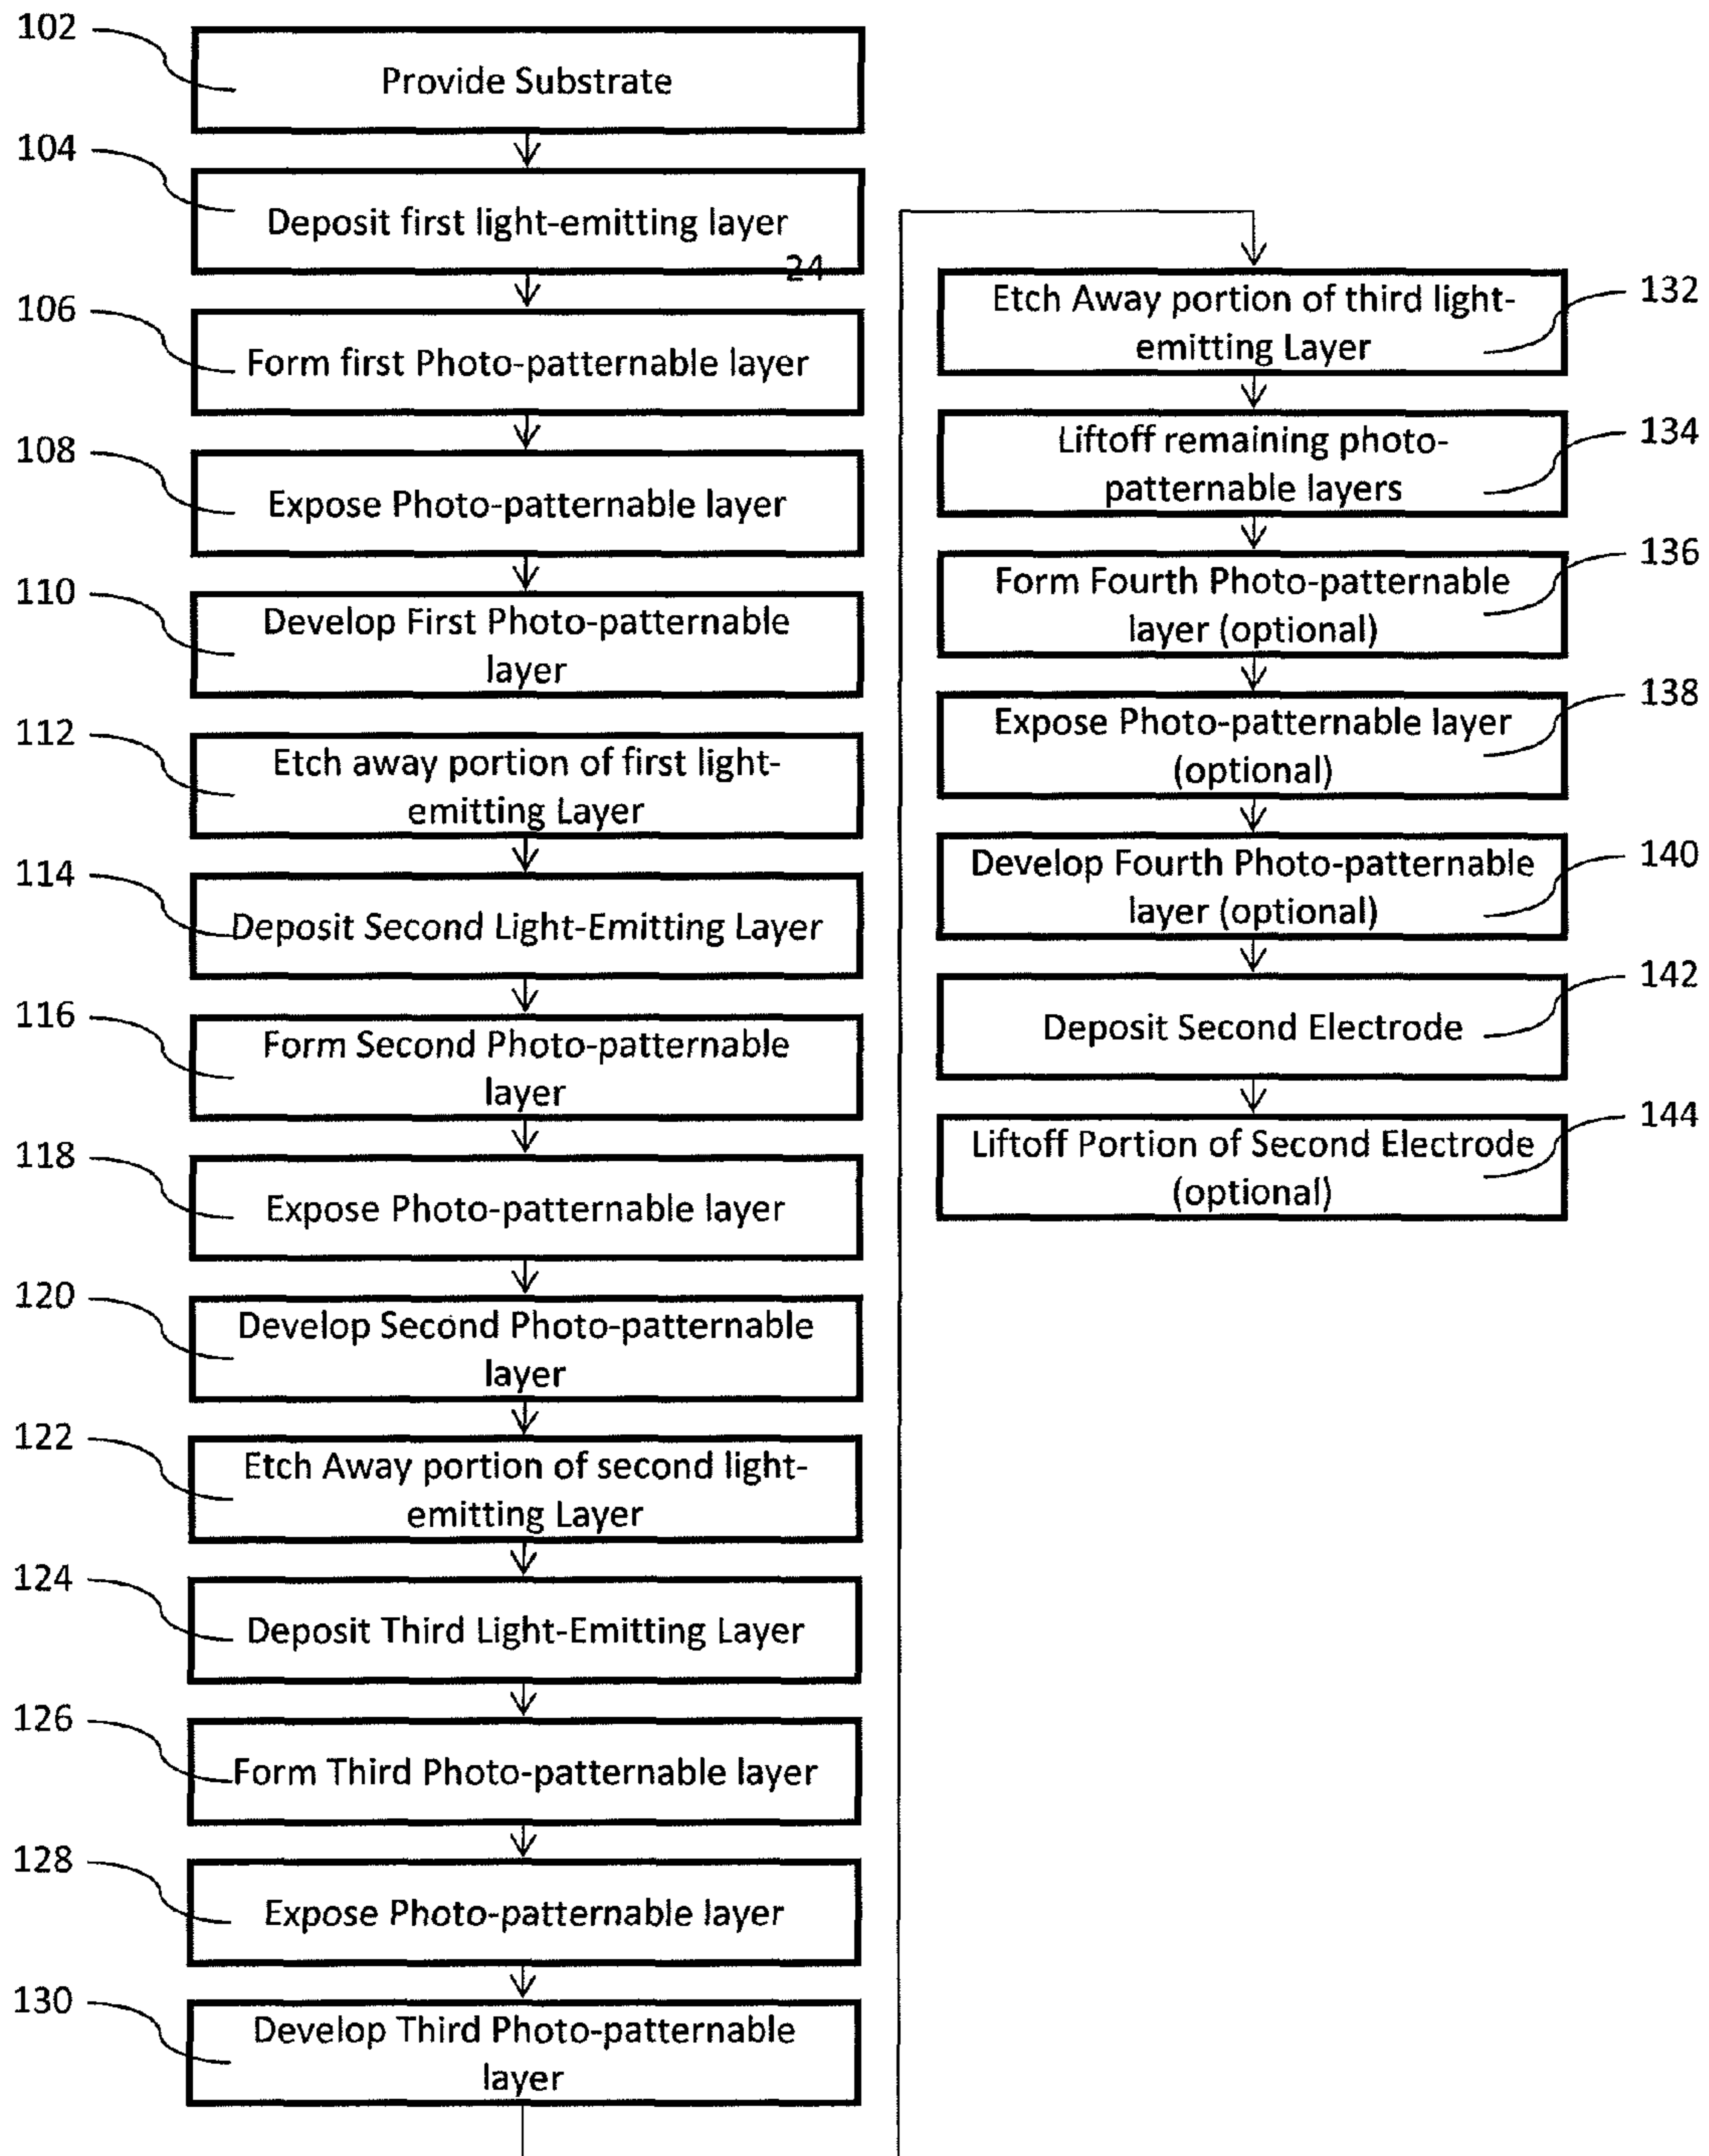 102
Provide Substrate
104
Deposit first light-emitting layer
24
106
Form first Photo-patternable layer
108
Expose Photo-patternable layer
110
Develop First Photo-patternable
layer
112
Etch away portion of first light-
emitting Layer
114
Deposit Second Light-Emitting Layer
116
Form Second Photo-patternable
layer
118
Expose Photo-patternable layer
120
Develop Second Photo-patternable
layer
122
Etch Away portion of second light-
emitting Layer
124
Deposit Third Light-Emitting Layer
126
Form Third Photo-patternable layer
128
Expose Photo-patternable layer
130
Develop Third Photo-patternable
layer
132
Etch Away portion of third light-
emitting Layer
134
Liftoff remaining photo-
patternable layers
136
Form Fourth Photo-patternable
layer (optional)
138
Expose Photo-patternable layer
(optional)
140
Develop Fourth Photo-patternable
layer (optional)
142
Deposit Second Electrode
144
Liftoff Portion of Second Electrode
(optional)